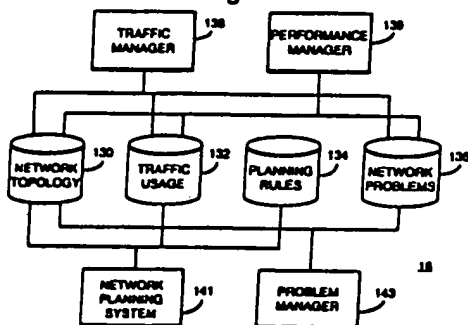 TRAFFIC
MANAGER
138
PERFORMANCE
MANAGER
139
NETWORK
TOPOLOGY
130
TRAFFIC
USAGE
132
PLANNING
RULES
134
NETWORK
PROBLEMS
136
NETWORK
PLANNING
SYSTEM
141
PROBLEM
MANAGER
143
18